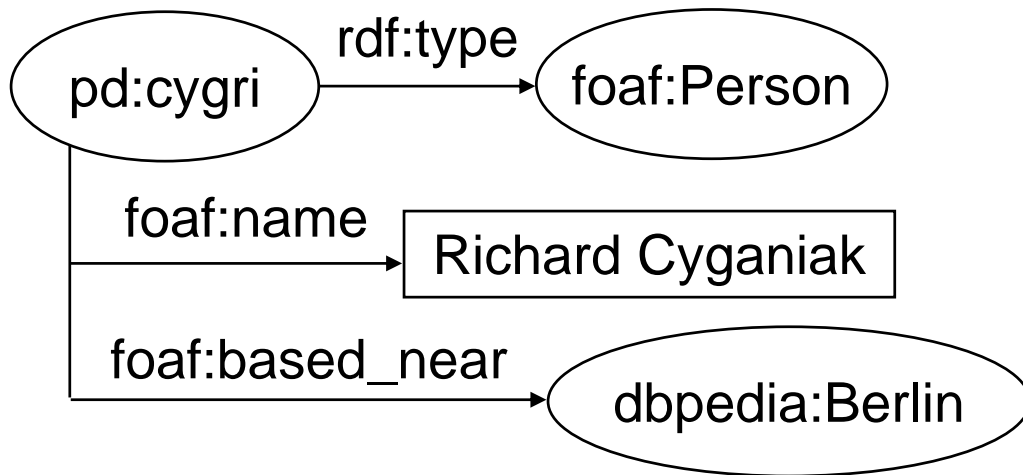 pd:cygri
rdf:type
foaf:Person
foaf:name
Richard Cyganiak
foaf:based_near
dbpedia:Berlin